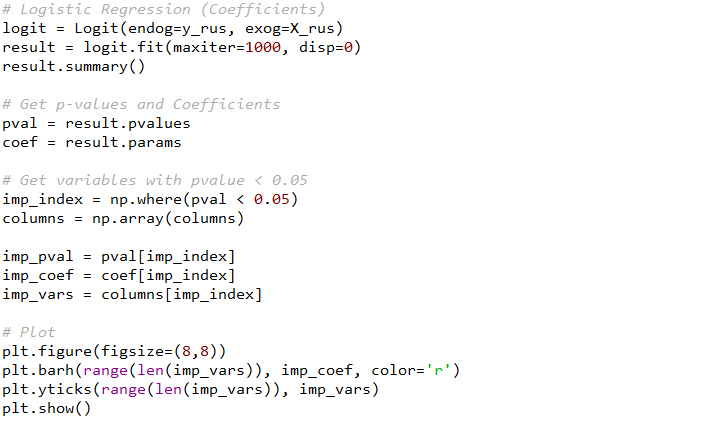 # Logistic Regression (Coefficients)
logit = Logit(endog=y_rus, exog=X_rus)
result = logit.fit(maxiter=1000, disp=0)
result.summary()
# Get p-values and Coefficients
pval = result.pvalues
coef = result.params
# Get variables with pvalue < 0.05
imp_index = np.where(pval < 0.05)
columns = np.array(columns)
imp_pval = pval[imp_index]
imp_coef = coef[imp_index]
imp_vars = columns[imp_index]
# Plot
plt.figure(figsize=(8,8))
plt.barh(range(len(imp_vars)), imp_coef, color='r')
plt.yticks(range(len(imp_vars)), imp_vars)
plt.show()